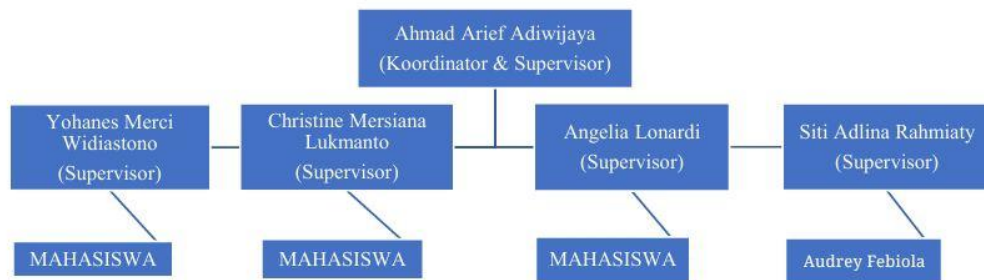 Ahmad Arief Adiwijaya
(Koordinator & Supervisor)
Yohanes Merci
Widiastono
(Supervisor)
Christine Mersiana
Lukmanto
(Supervisor)
Angelia Lonardi
(Supervisor)
Siti Adlina Rahmiaty
(Supervisor)
MAHASISWA
MAHASISWA
MAHASISWA
Audrey Febiola